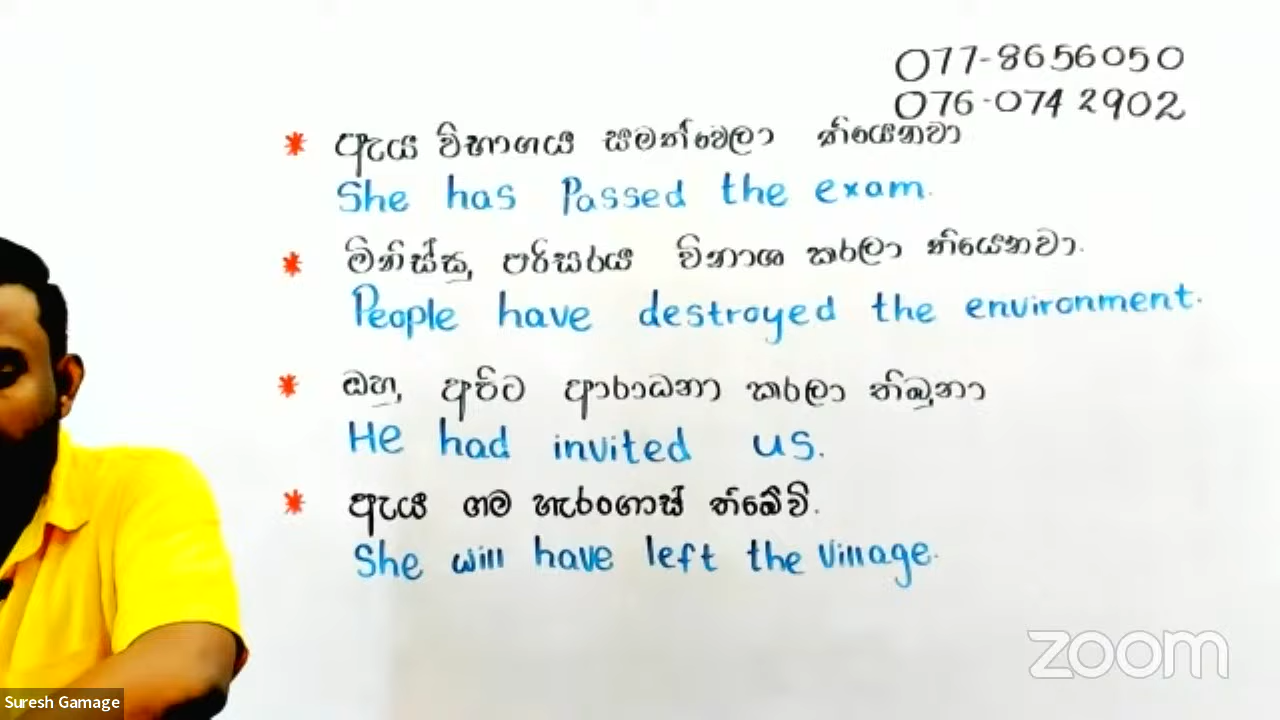 077-8656050
076-074 2902
* ඇය විභාගය සමත්වෙලා තියෙනවා
She has Passed the exam.
* මිනිස්සු පරිසරය විනාශ කරලා තියෙනවා.
People have destroyed the environment.
* ඔහු අපිට ආරාධනා කරලා තිබුනා
He had invited us.
* ඇය ගම හැරගොස් තිබේවි.
She will have left the village.
zoom
Suresh Gamage